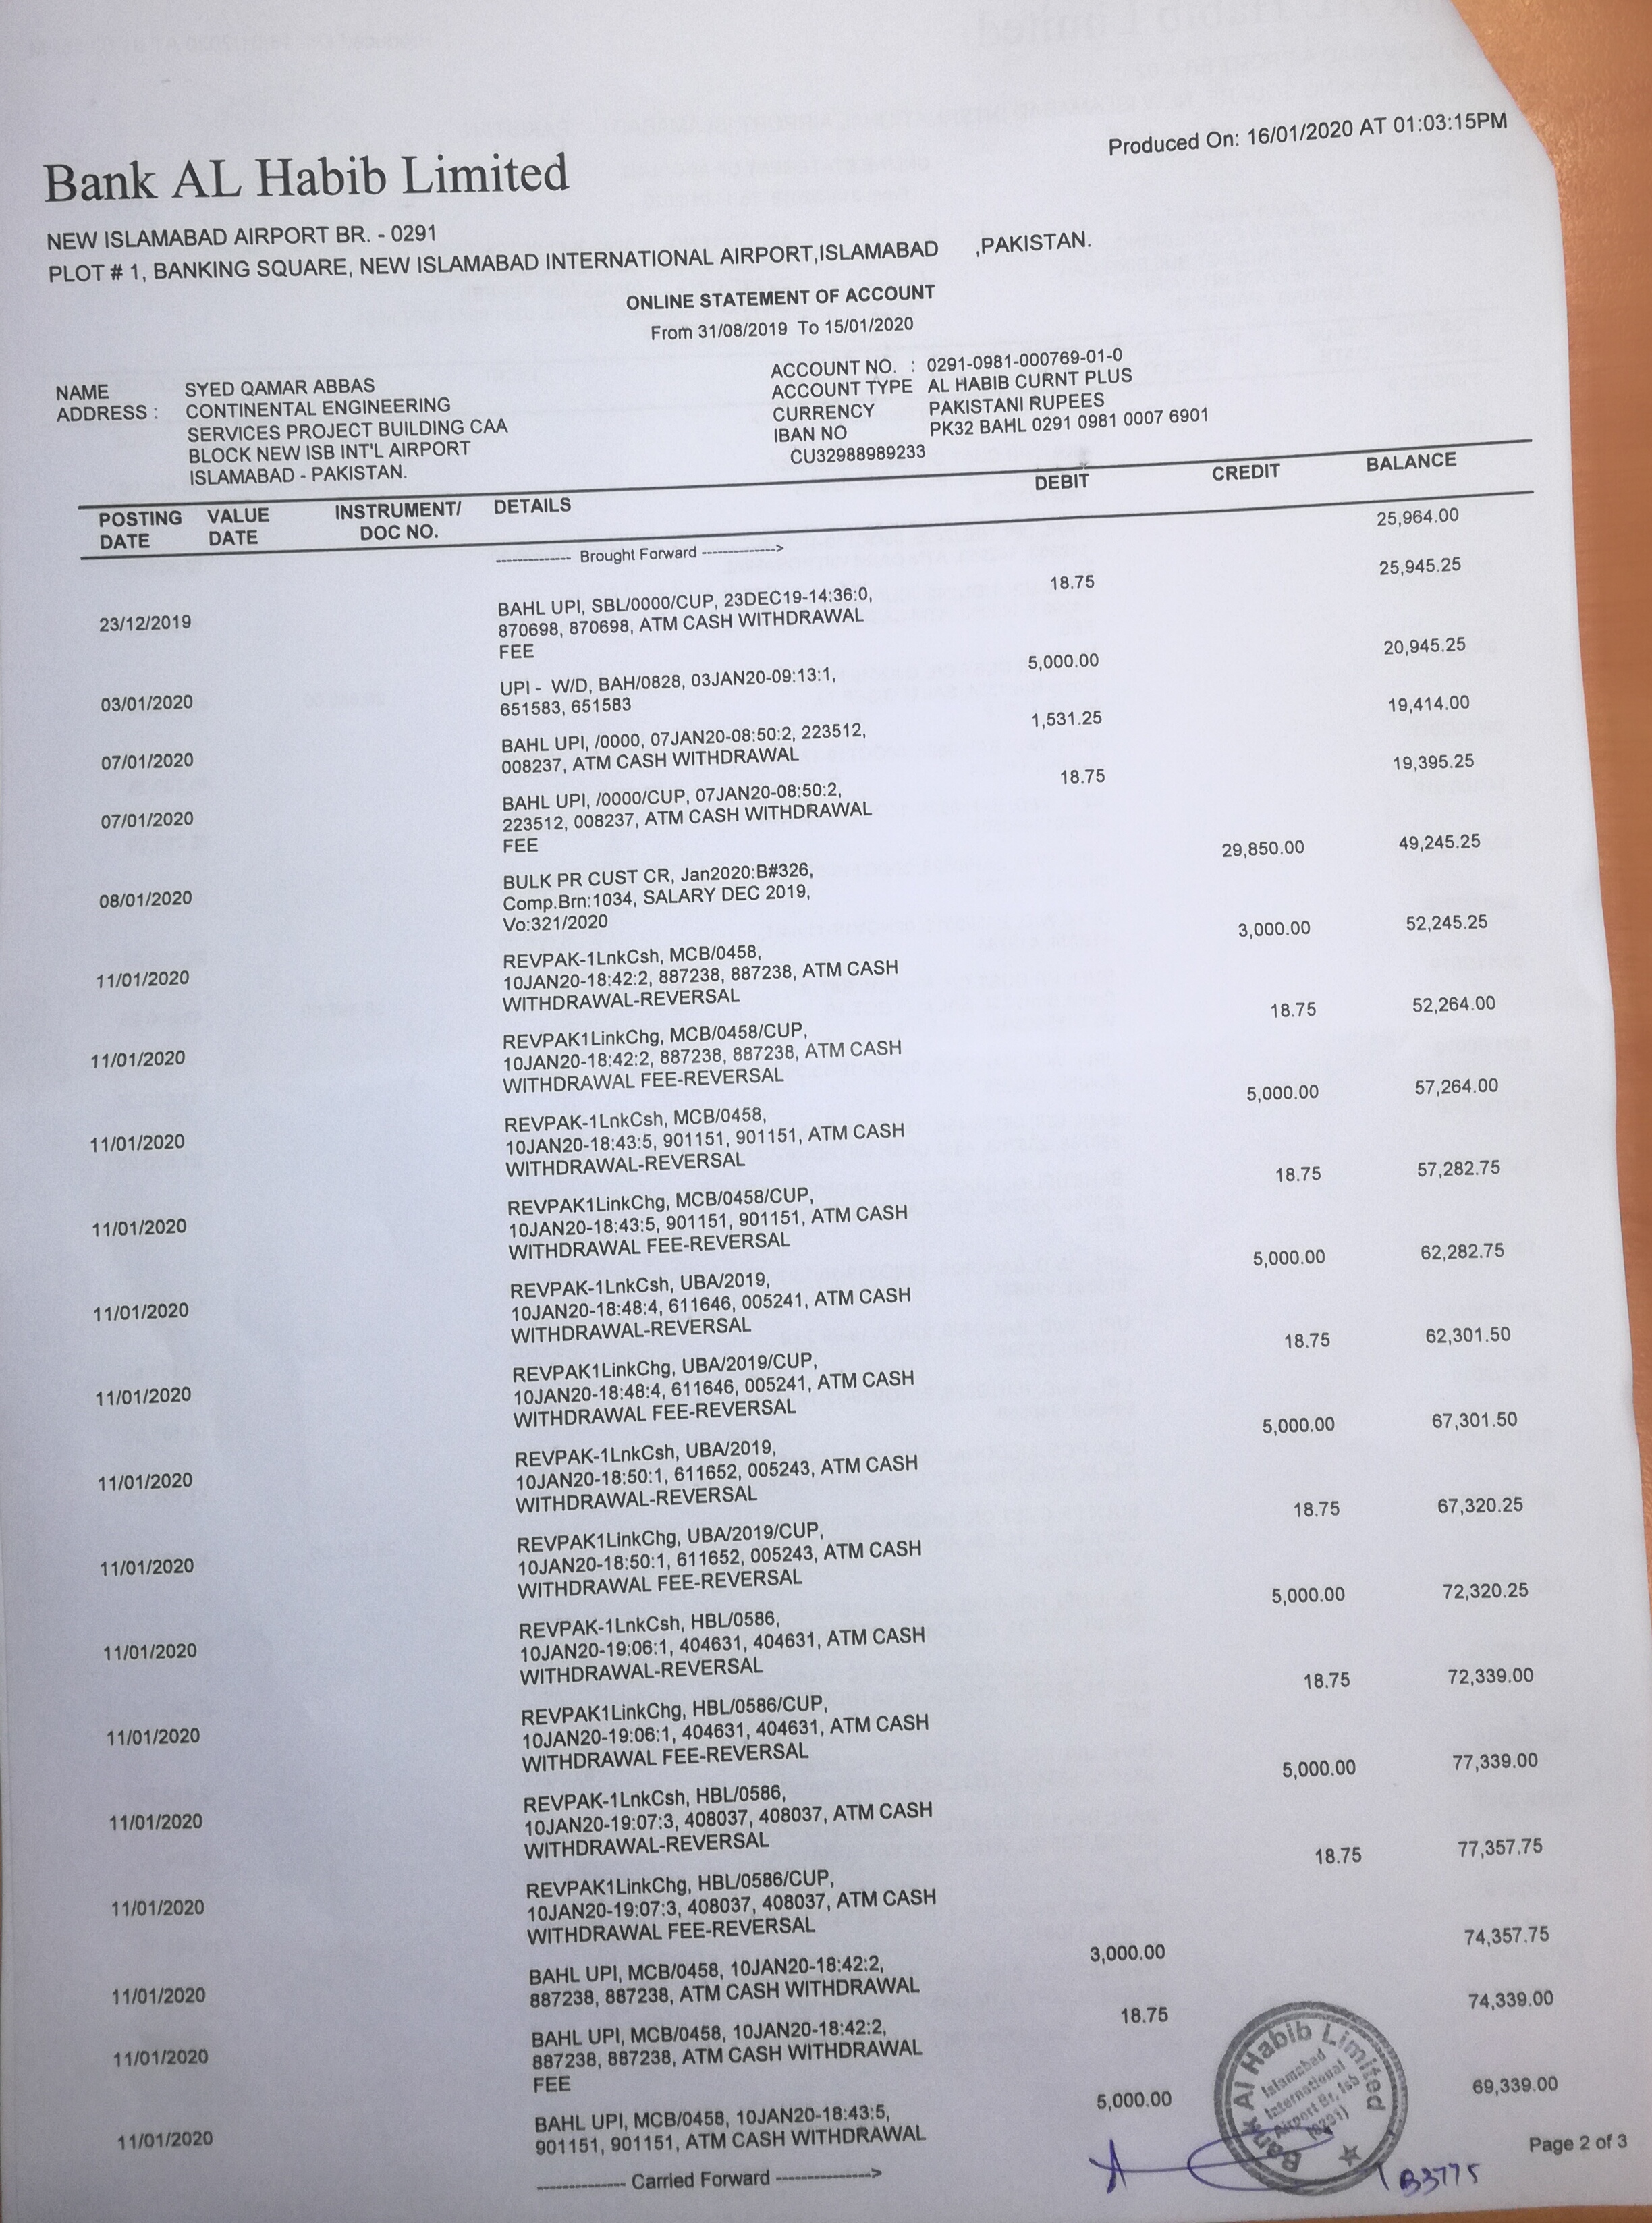 Produced On: 16/01/2020 AT 01:03:15PM
Bank AL Habib Limited
NEW ISLAMABAD AIRPORT BR. - 0291
PLOT # 1, BANKING SQUARE, NEW ISLAMABAD INTERNATIONAL AIRPORT,ISLAMABAD ,PAKISTAN.
ONLINE STATEMENT OF ACCOUNT
From 31/08/2019 To 15/01/2020
NAME SYED QAMAR ABBAS
ADDRESS : CONTINENTAL ENGINEERING
SERVICES PROJECT BUILDING CAA
BLOCK NEW ISB INT'L AIRPORT
ISLAMABAD - PAKISTAN.
ACCOUNT NO. : 0291-0981-000769-01-0
ACCOUNT TYPE AL HABIB CURNT PLUS
CURRENCY PAKISTANI RUPEES
IBAN NO PK32 BAHL 0291 0981 0007 6901
CU32988989233
POSTING VALUE INSTRUMENT/ DETAILS DEBIT CREDIT BALANCE
DATE DATE DOC NO.
------------- Brought Forward -------------> 25,964.00
23/12/2019 BAHL UPI, SBL/0000/CUP, 23DEC19-14:36:0, 18.75 25,945.25
870698, 870698, ATM CASH WITHDRAWAL
FEE
03/01/2020 UPI - W/D, BAH/0828, 03JAN20-09:13:1, 5,000.00 20,945.25
651583, 651583
07/01/2020 BAHL UPI, /0000, 07JAN20-08:50:2, 223512, 1,531.25 19,414.00
008237, ATM CASH WITHDRAWAL
07/01/2020 BAHL UPI, /0000/CUP, 07JAN20-08:50:2, 18.75 19,395.25
223512, 008237, ATM CASH WITHDRAWAL
FEE
08/01/2020 BULK PR CUST CR, Jan2020:B#326, 29,850.00 49,245.25
Comp.Brn:1034, SALARY DEC 2019,
Vo:321/2020
11/01/2020 REVPAK-1LnkCsh, MCB/0458, 3,000.00 52,245.25
10JAN20-18:42:2, 887238, 887238, ATM CASH
WITHDRAWAL-REVERSAL
11/01/2020 REVPAK1LinkChg, MCB/0458/CUP, 18.75 52,264.00
10JAN20-18:42:2, 887238, 887238, ATM CASH
WITHDRAWAL FEE-REVERSAL
11/01/2020 REVPAK-1LnkCsh, MCB/0458, 5,000.00 57,264.00
10JAN20-18:43:5, 901151, 901151, ATM CASH
WITHDRAWAL-REVERSAL
11/01/2020 REVPAK1LinkChg, MCB/0458/CUP, 18.75 57,282.75
10JAN20-18:43:5, 901151, 901151, ATM CASH
WITHDRAWAL FEE-REVERSAL
11/01/2020 REVPAK-1LnkCsh, UBA/2019, 5,000.00 62,282.75
10JAN20-18:48:4, 611646, 005241, ATM CASH
WITHDRAWAL-REVERSAL
11/01/2020 REVPAK1LinkChg, UBA/2019/CUP, 18.75 62,301.50
10JAN20-18:48:4, 611646, 005241, ATM CASH
WITHDRAWAL FEE-REVERSAL
11/01/2020 REVPAK-1LnkCsh, UBA/2019, 5,000.00 67,301.50
10JAN20-18:50:1, 611652, 005243, ATM CASH
WITHDRAWAL-REVERSAL
11/01/2020 REVPAK1LinkChg, UBA/2019/CUP, 18.75 67,320.25
10JAN20-18:50:1, 611652, 005243, ATM CASH
WITHDRAWAL FEE-REVERSAL
11/01/2020 REVPAK-1LnkCsh, HBL/0586, 5,000.00 72,320.25
10JAN20-19:06:1, 404631, 404631, ATM CASH
WITHDRAWAL-REVERSAL
11/01/2020 REVPAK1LinkChg, HBL/0586/CUP, 18.75 72,339.00
10JAN20-19:06:1, 404631, 404631, ATM CASH
WITHDRAWAL FEE-REVERSAL
11/01/2020 REVPAK-1LnkCsh, HBL/0586, 5,000.00 77,339.00
10JAN20-19:07:3, 408037, 408037, ATM CASH
WITHDRAWAL-REVERSAL
11/01/2020 REVPAK1LinkChg, HBL/0586/CUP, 18.75 77,357.75
10JAN20-19:07:3, 408037, 408037, ATM CASH
WITHDRAWAL FEE-REVERSAL
11/01/2020 BAHL UPI, MCB/0458, 10JAN20-18:42:2, 3,000.00 74,357.75
887238, 887238, ATM CASH WITHDRAWAL
11/01/2020 BAHL UPI, MCB/0458, 10JAN20-18:42:2, 18.75 74,339.00
887238, 887238, ATM CASH WITHDRAWAL
FEE
11/01/2020 BAHL UPI, MCB/0458, 10JAN20-18:43:5, 5,000.00 69,339.00
901151, 901151, ATM CASH WITHDRAWAL
------------- Carried Forward -------------->
Bank Al Habib Limited
Islamabad
International
Airport Br, Isb
(0291)
B3775
Page 2 of 3